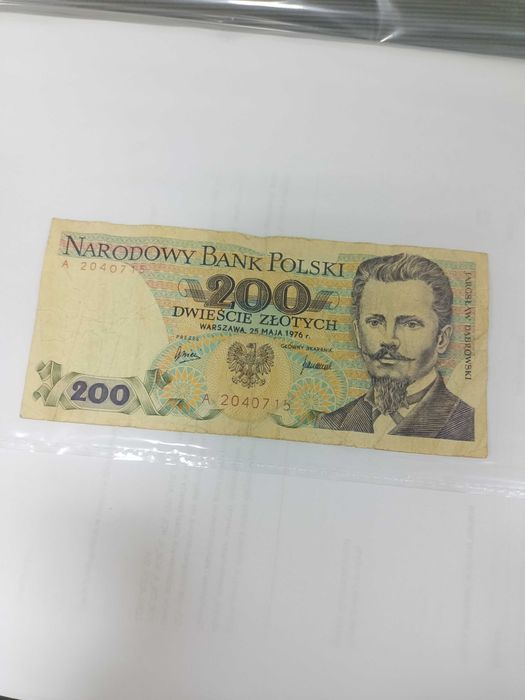 NARODOWY BANK POLSKI
A 2040715
200
DWIEŚCIE ZŁOTYCH
WARSZAWA, 25 MAJA 1976 r.
PREZES
GŁÓWNY SKARBNIK
A 2040715
200
JAROSŁAW DĄBROWSKI